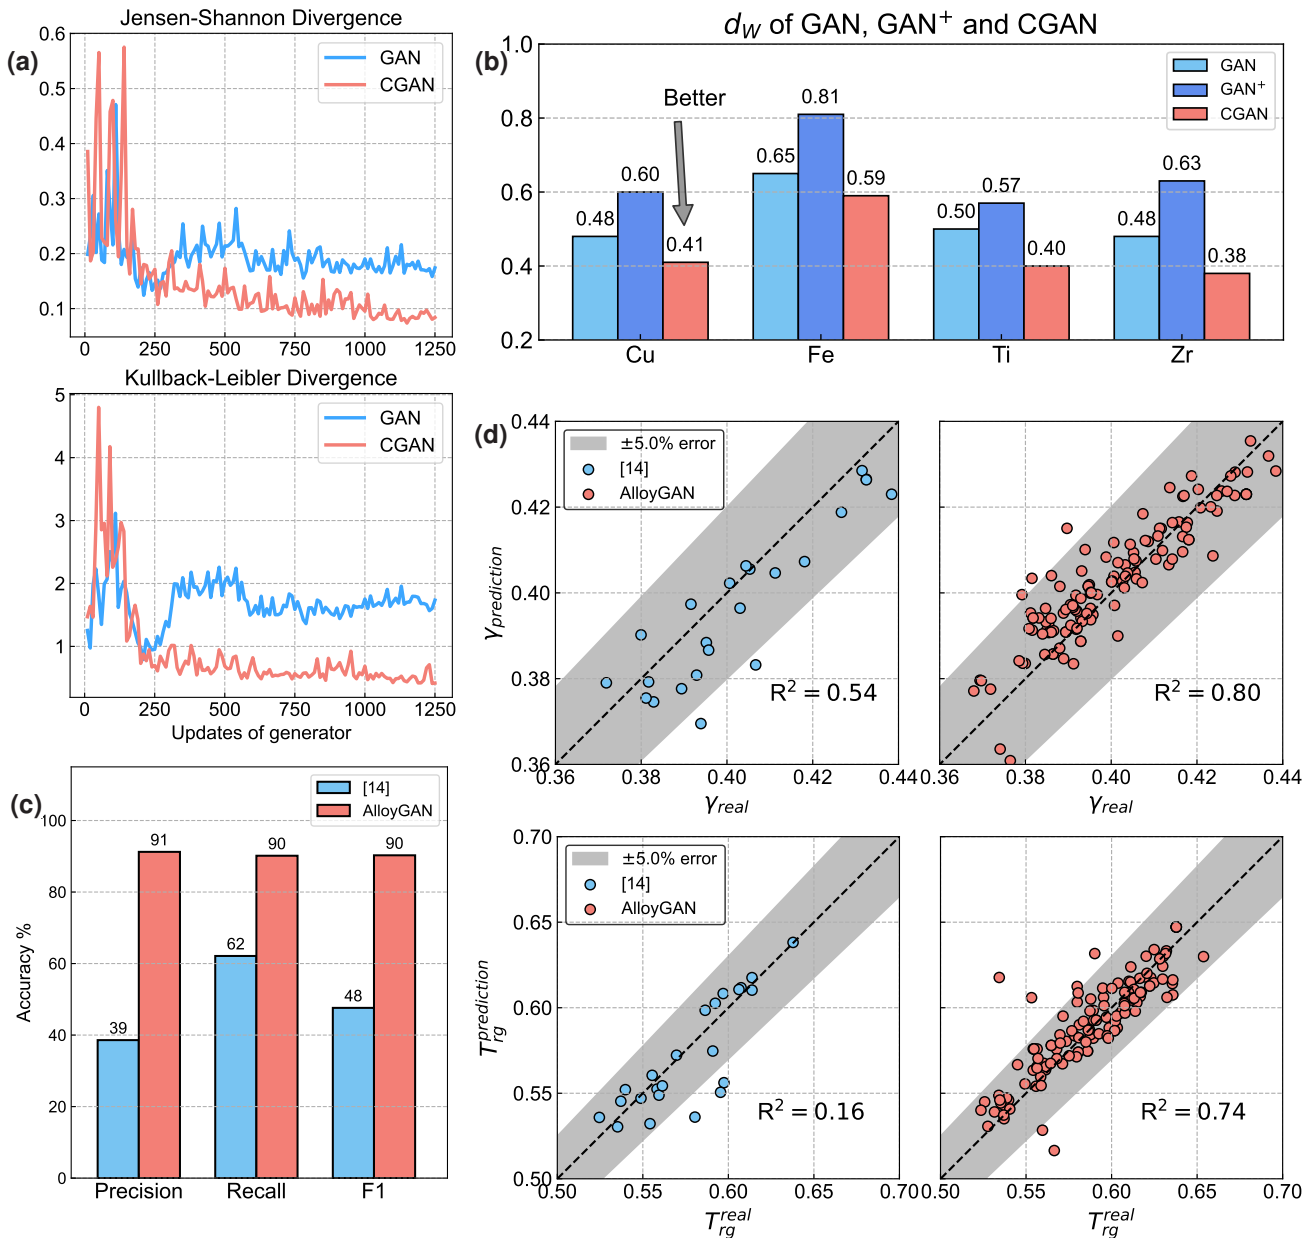 (a)
Jensen-Shannon Divergence
GAN
CGAN
0.6
0.5
0.4
0.3
0.2
0.1
0 250 500 750 1000 1250
Kullback-Leibler Divergence
GAN
CGAN
5
4
3
2
1
0 250 500 750 1000 1250
Updates of generator
(b)
d_W of GAN, GAN⁺ and CGAN
GAN
GAN⁺
CGAN
Better
1.0
0.8
0.6
0.4
0.2
0.48 0.60 0.41
0.65 0.81 0.59
0.50 0.57 0.40
0.48 0.63 0.38
Cu Fe Ti Zr
(c)
[14]
AlloyGAN
Accuracy %
100
80
60
40
20
0
39 91
62 90
48 90
Precision Recall F1
(d)
±5.0% error
[14]
AlloyGAN
γ_prediction
0.44
0.42
0.40
0.38
0.36
R² = 0.54
0.36 0.38 0.40 0.42 0.44
γ_real
R² = 0.80
0.36 0.38 0.40 0.42 0.44
γ_real
±5.0% error
[14]
AlloyGAN
T_rg^prediction
0.70
0.65
0.60
0.55
0.50
R² = 0.16
0.50 0.55 0.60 0.65 0.70
T_rg^real
R² = 0.74
0.50 0.55 0.60 0.65 0.70
T_rg^real